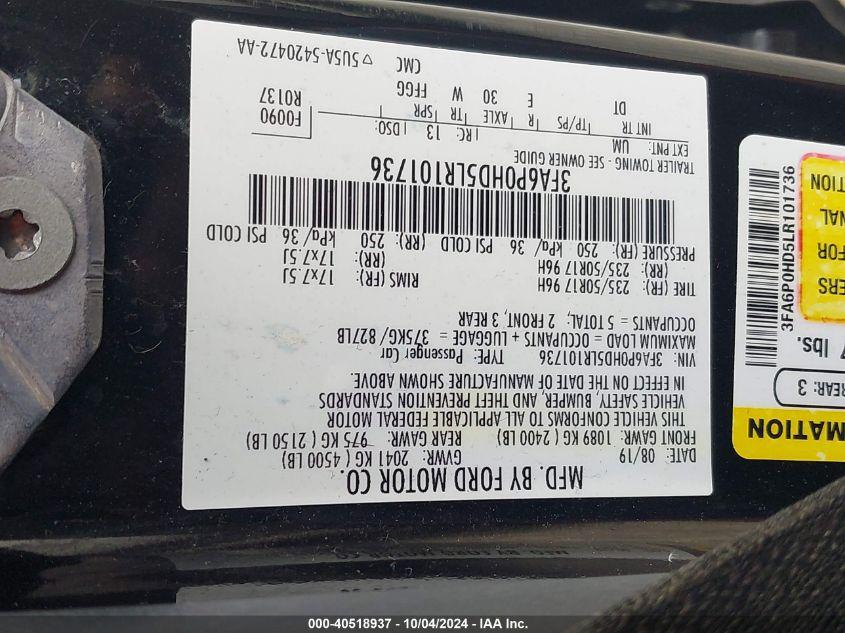 MFD. BY FORD MOTOR CO.
DATE: 08/19 GVWR: 2041 KG ( 4500 LB)
FRONT GAWR: 1089 KG ( 2400 LB) REAR GAWR: 975 KG ( 2150 LB)
THIS VEHICLE CONFORMS TO ALL APPLICABLE FEDERAL MOTOR
VEHICLE SAFETY, BUMPER, AND THEFT PREVENTION STANDARDS
IN EFFECT ON THE DATE OF MANUFACTURE SHOWN ABOVE.
VIN: 3FA6P0HD5LR101736 TYPE: Passenger Car
MAXIMUM LOAD = OCCUPANTS + LUGGAGE = 375KG / 827LB
OCCUPANTS = 5 TOTAL; 2 FRONT, 3 REAR
TIRE (FR): 235/50R17 96H RIMS (FR): 17x7.5J
(RR): 235/50R17 96H (RR): 17x7.5J
PRESSURE (FR): 250 kPa/ 36 PSI COLD (RR): 250 kPa/ 36 PSI COLD
3FA6P0HD5LR101736
TRAILER TOWING - SEE OWNER GUIDE
EXT PNT: UM RC: 13 DSO: F0090
R0137
INT TR TP/PS R AXLE TR SPR
DT E 30 W FFGG
CMC ▽ 5U5A-5420472-AA
MATION
REAR: 3
7 lbs.
ERS
FOR
NAL
TION
3FA6P0HD5LR101736
000-40518937 - 10/04/2024 - IAA Inc.